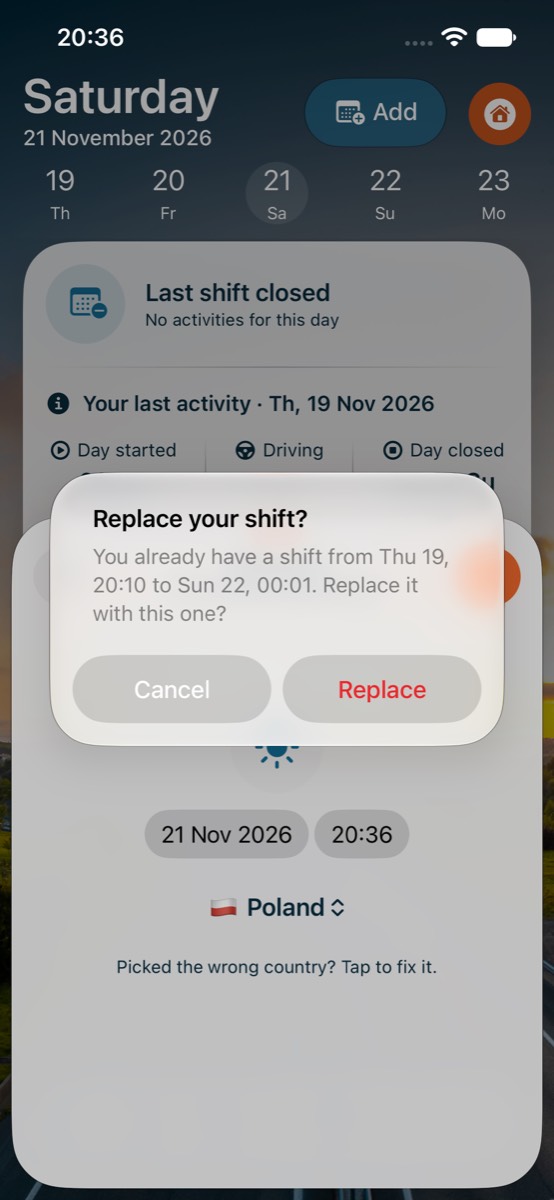 20:36
Saturday
21 November 2026
Add
19 20 21 22 23
Th Fr Sa Su Mo
Last shift closed
No activities for this day
Your last activity · Th, 19 Nov 2026
Day started Driving Day closed
Replace your shift?
You already have a shift from Thu 19,
20:10 to Sun 22, 00:01. Replace it
with this one?
Cancel Replace
21 Nov 2026 20:36
Poland
Picked the wrong country? Tap to fix it.